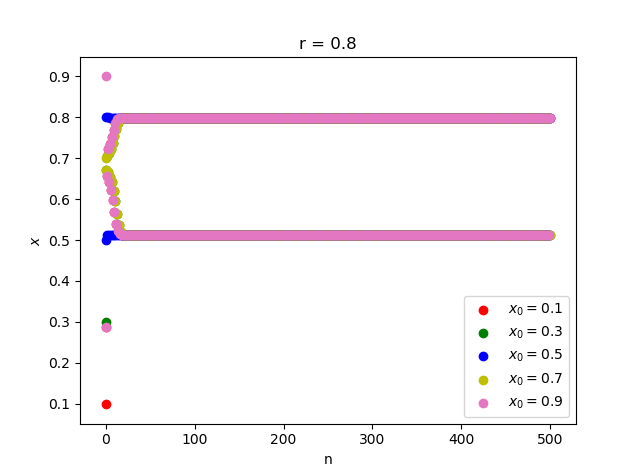 r = 0.8
x
0.9
0.8
0.7
0.6
0.5
0.4
0.3
0.2
0.1
x₀ = 0.1
x₀ = 0.3
x₀ = 0.5
x₀ = 0.7
x₀ = 0.9
0 100 200 300 400 500
n